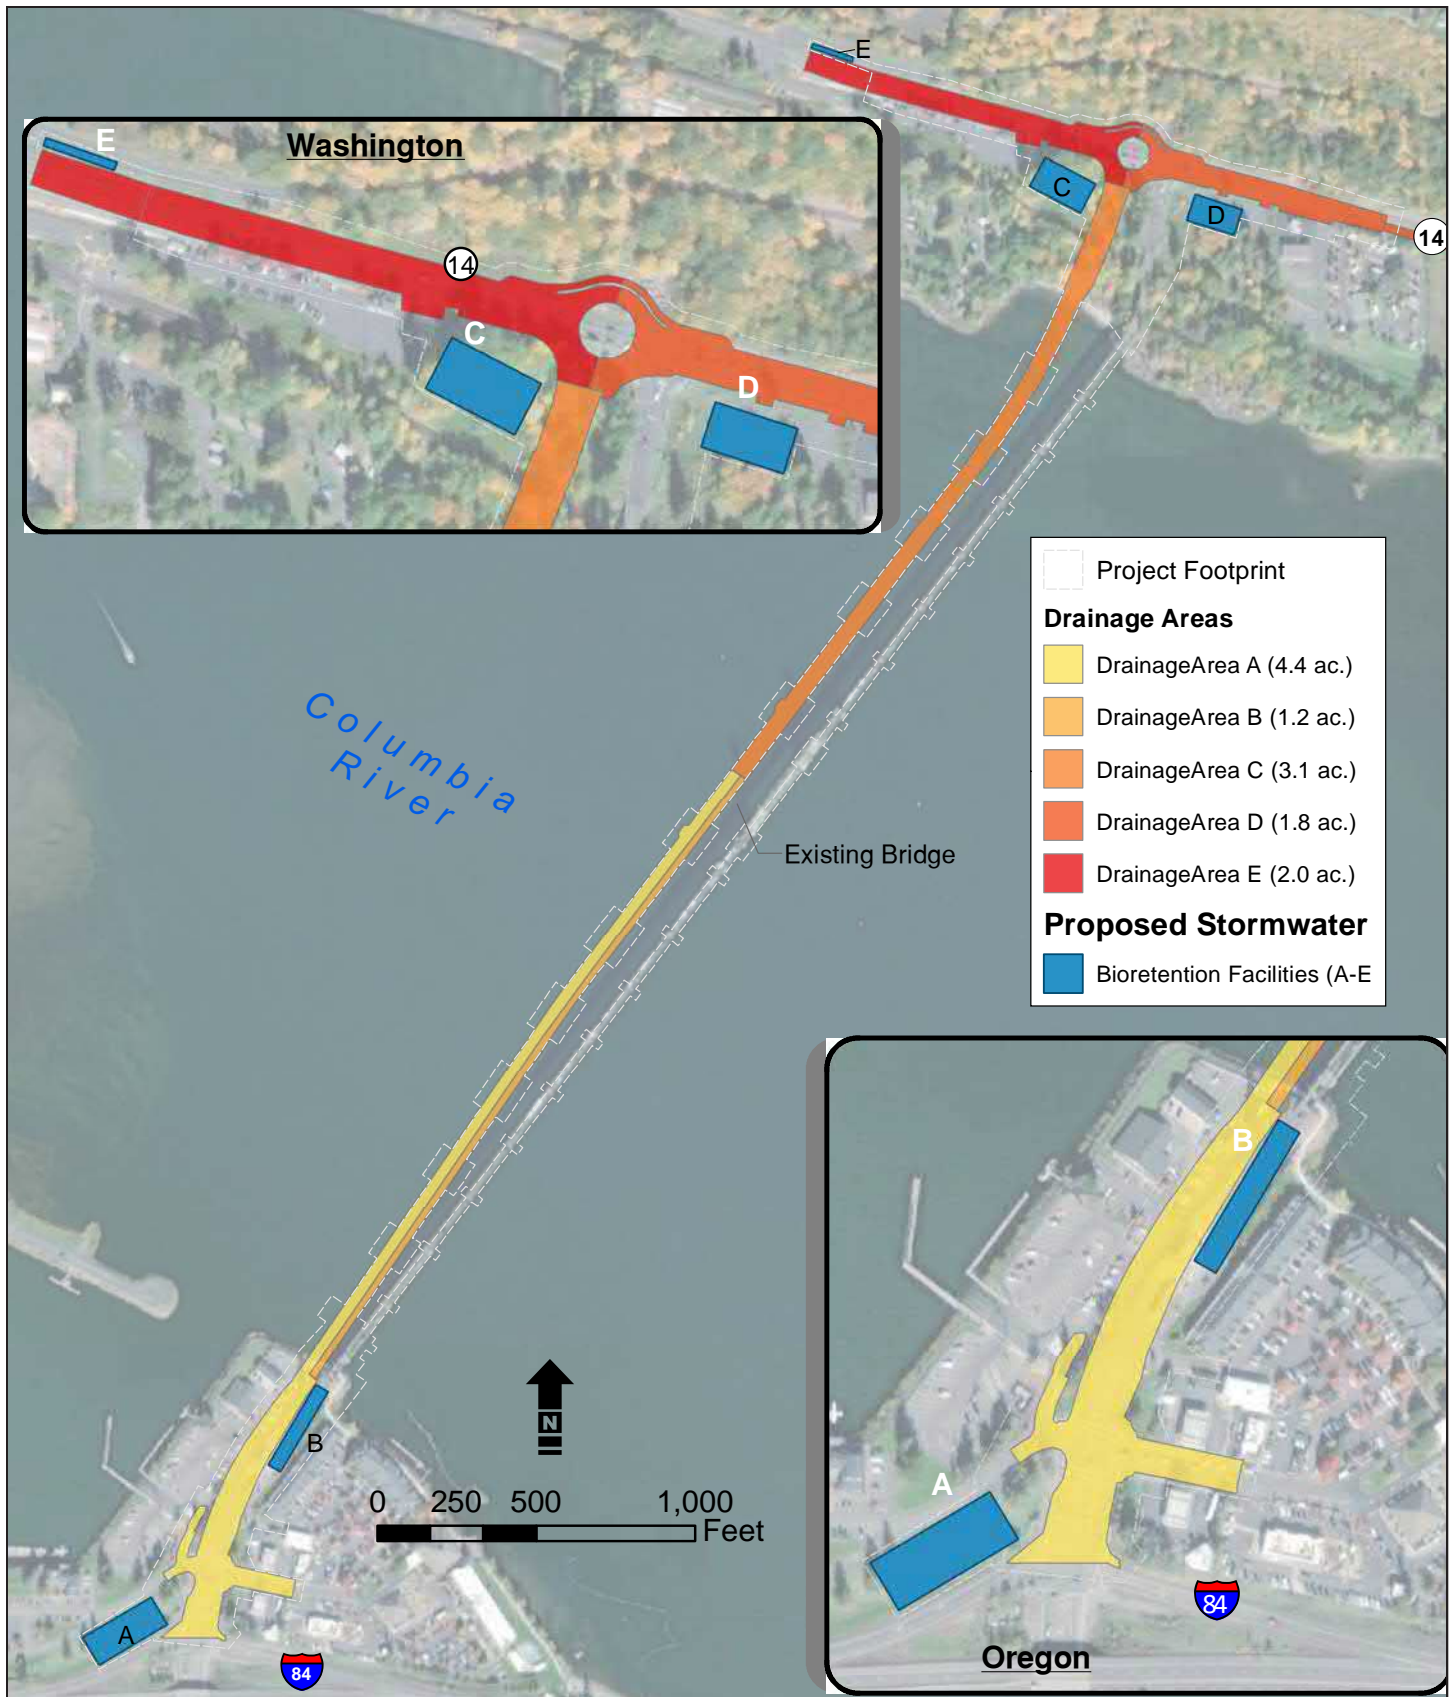 E
C
D
14
Washington
E
14
C
D
Columbia
River
Existing Bridge
Project Footprint
Drainage Areas
DrainageArea A (4.4 ac.)
DrainageArea B (1.2 ac.)
DrainageArea C (3.1 ac.)
DrainageArea D (1.8 ac.)
DrainageArea E (2.0 ac.)
Proposed Stormwater
Bioretention Facilities (A-E
B
A
84
Oregon
N
0 250 500 1,000
Feet
B
A
84